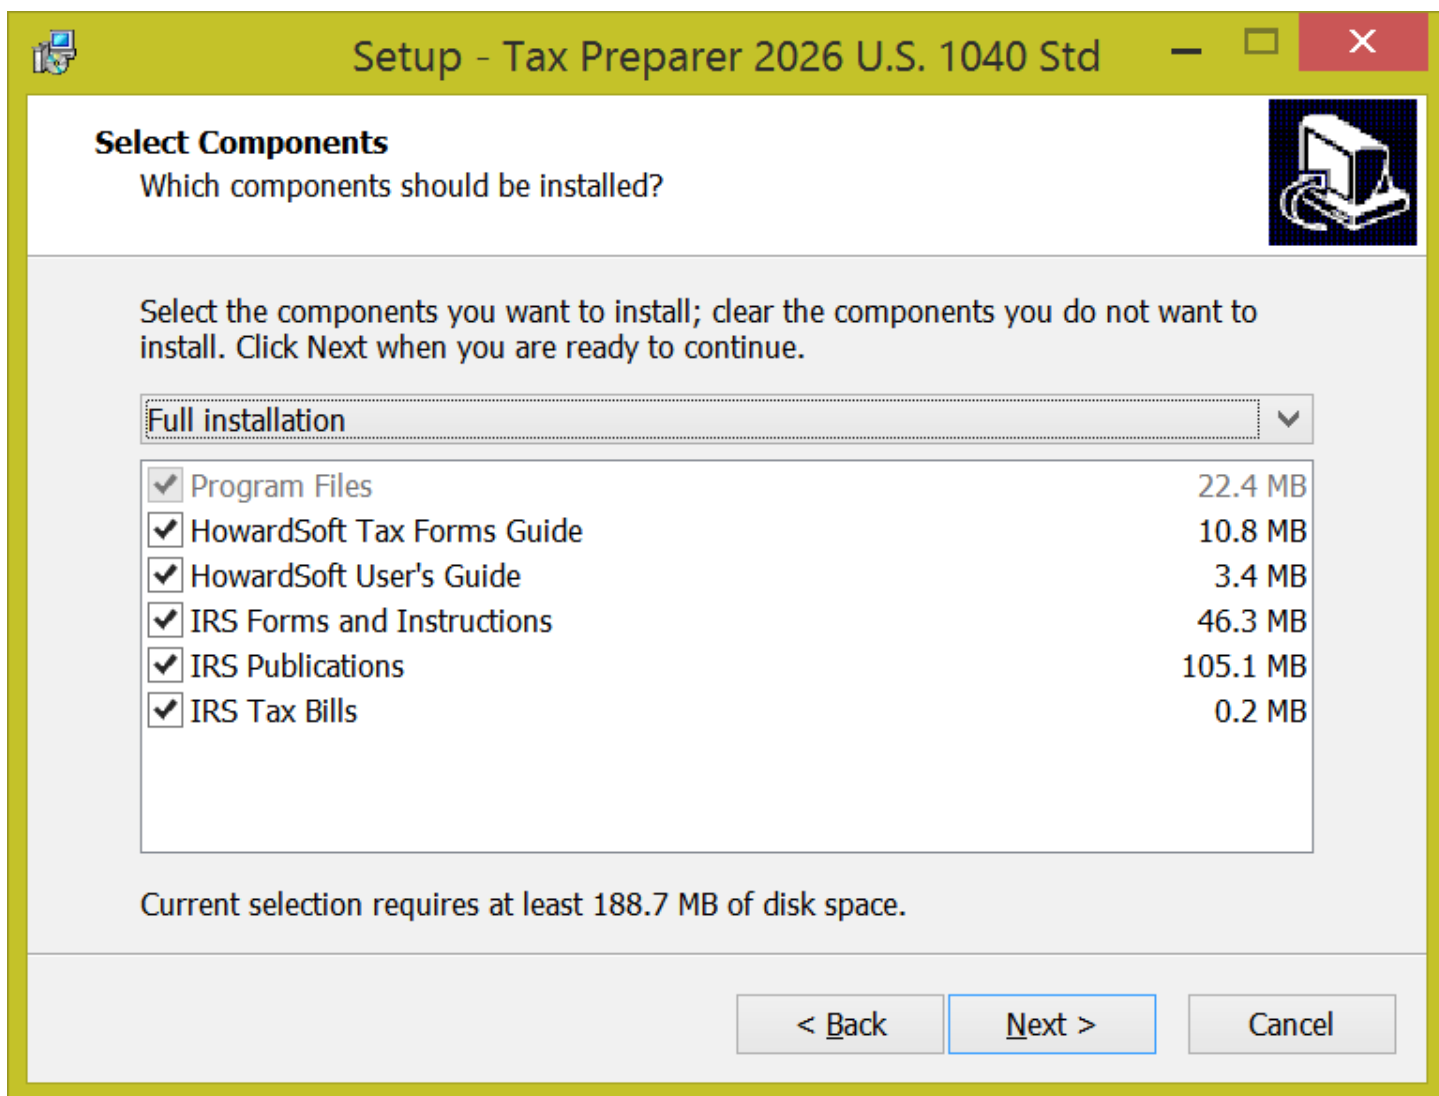 Setup - Tax Preparer 2026 U.S. 1040 Std
Select Components
Which components should be installed?
Select the components you want to install; clear the components you do not want to
install. Click Next when you are ready to continue.
Full installation
Program Files 22.4 MB
HowardSoft Tax Forms Guide 10.8 MB
HowardSoft User's Guide 3.4 MB
IRS Forms and Instructions 46.3 MB
IRS Publications 105.1 MB
IRS Tax Bills 0.2 MB
Current selection requires at least 188.7 MB of disk space.
< Back Next > Cancel